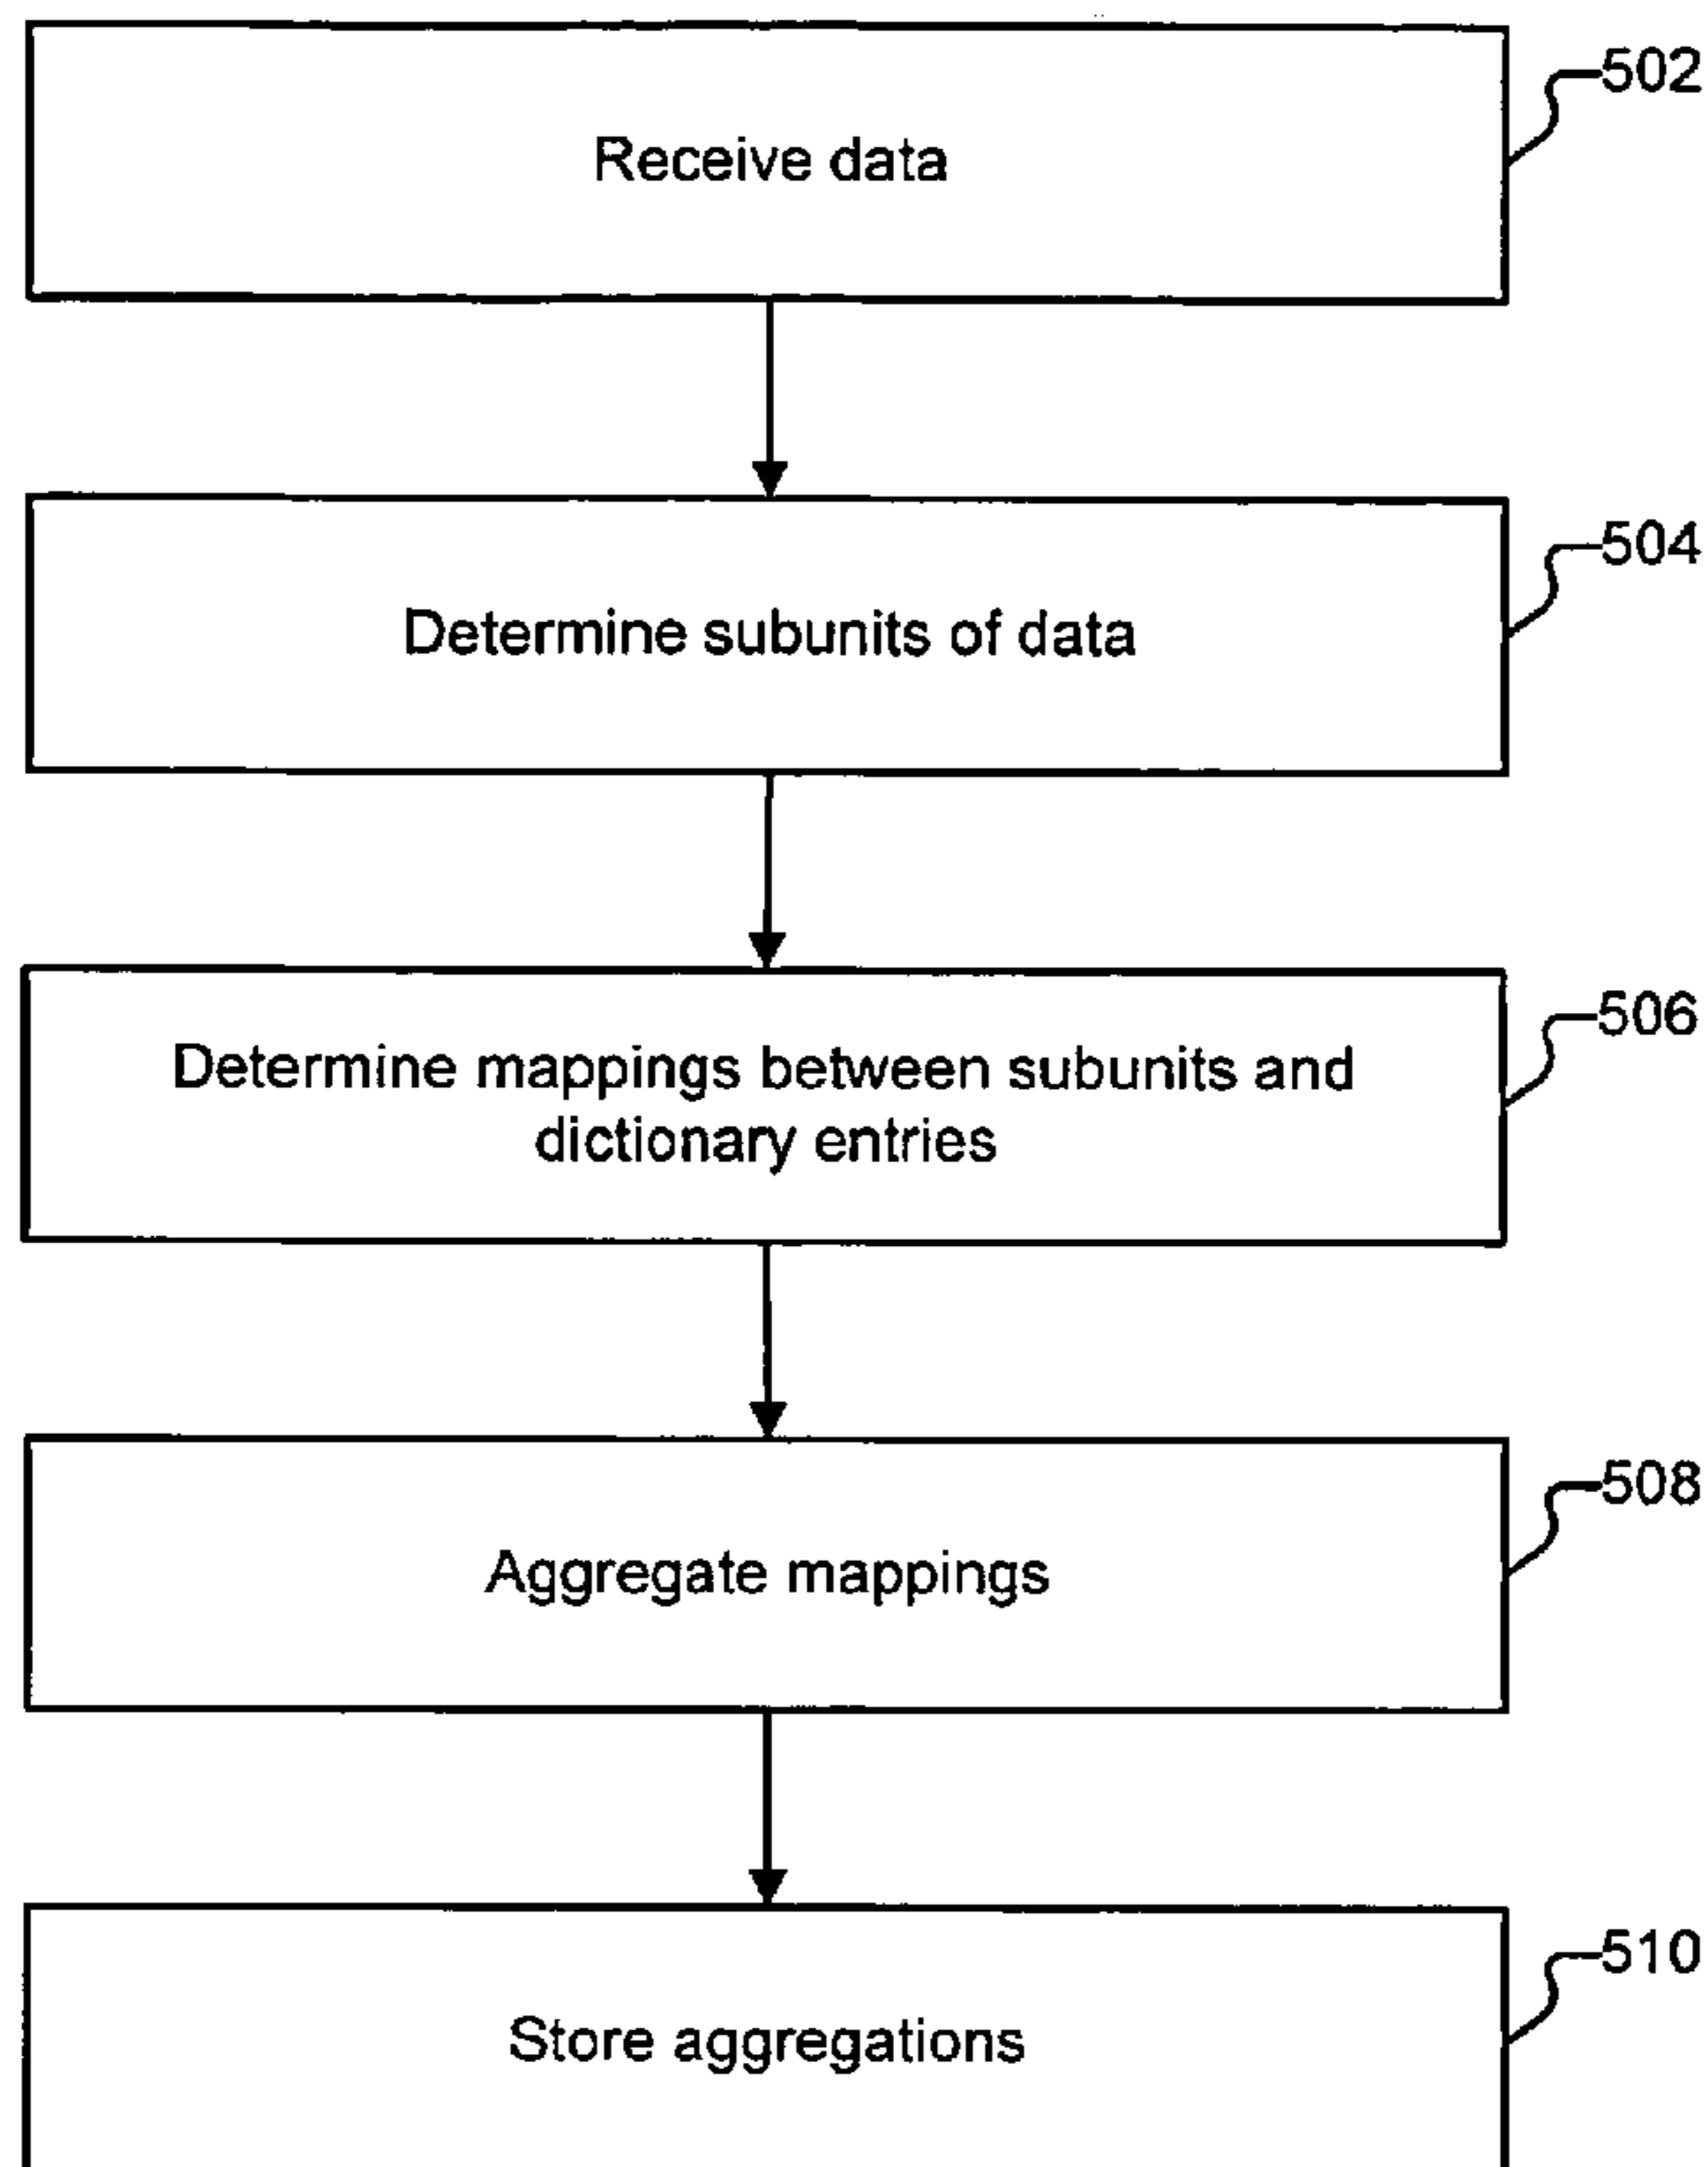 Receive data
502
Determine subunits of data
504
Determine mappings between subunits and
dictionary entries
506
Aggregate mappings
508
Store aggregations
510